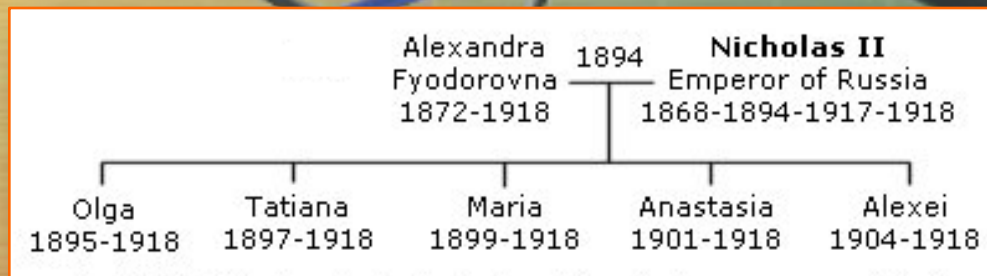 Alexandra
Fyodorovna
1872-1918
1894
Nicholas II
Emperor of Russia
1868-1894-1917-1918
Olga
1895-1918
Tatiana
1897-1918
Maria
1899-1918
Anastasia
1901-1918
Alexei
1904-1918